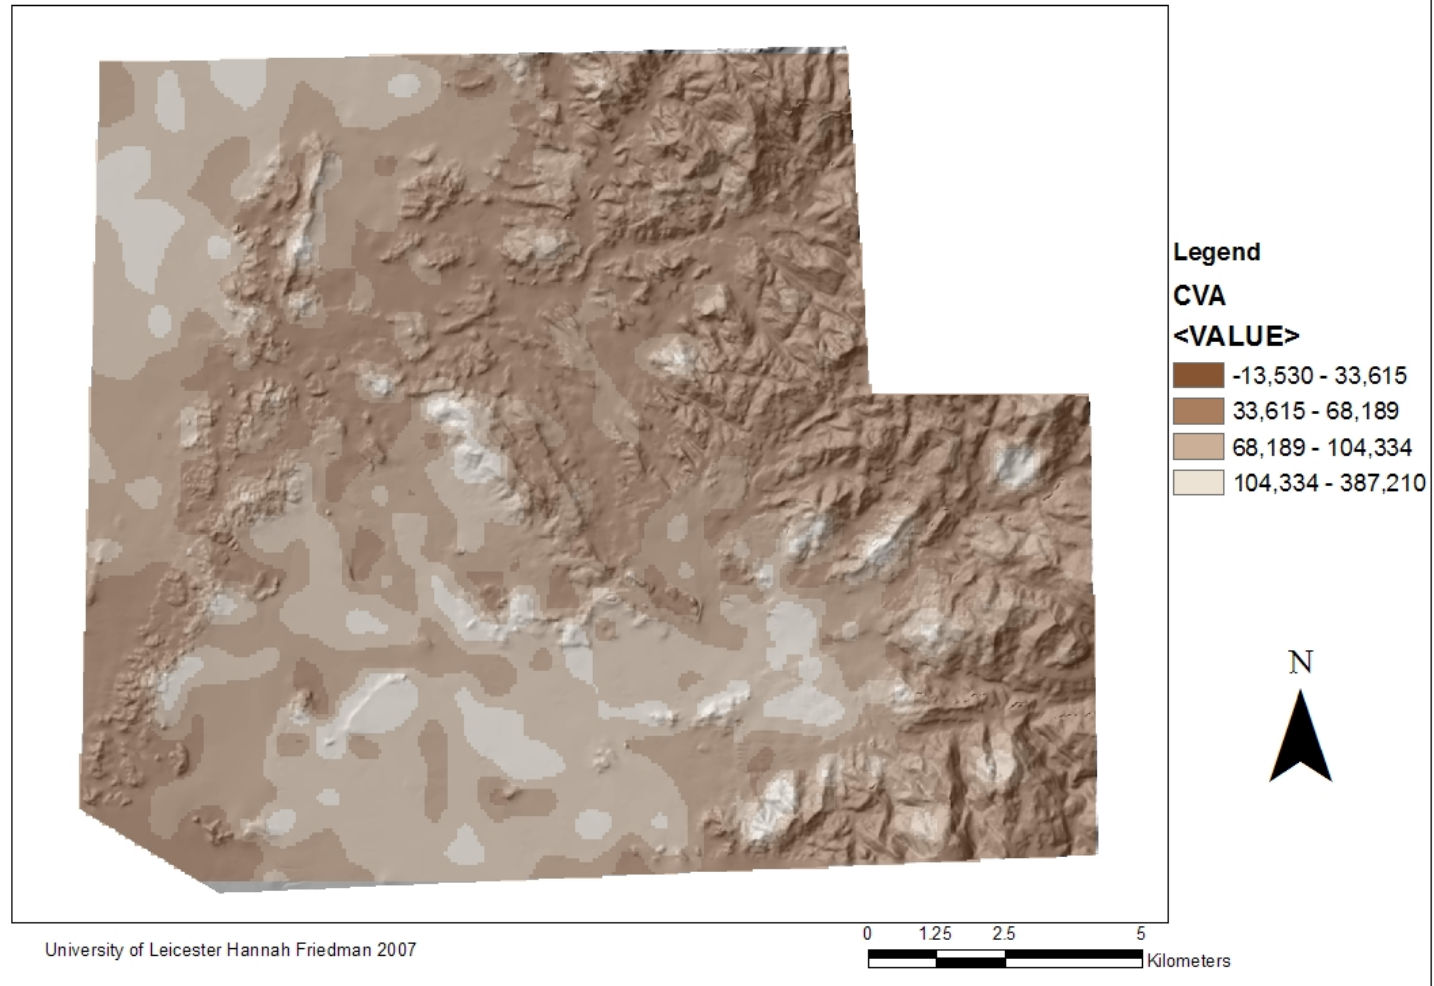 Legend
CVA
<VALUE>
-13,530 - 33,615
33,615 - 68,189
68,189 - 104,334
104,334 - 387,210
N
0 1.25 2.5 5
Kilometers
University of Leicester Hannah Friedman 2007